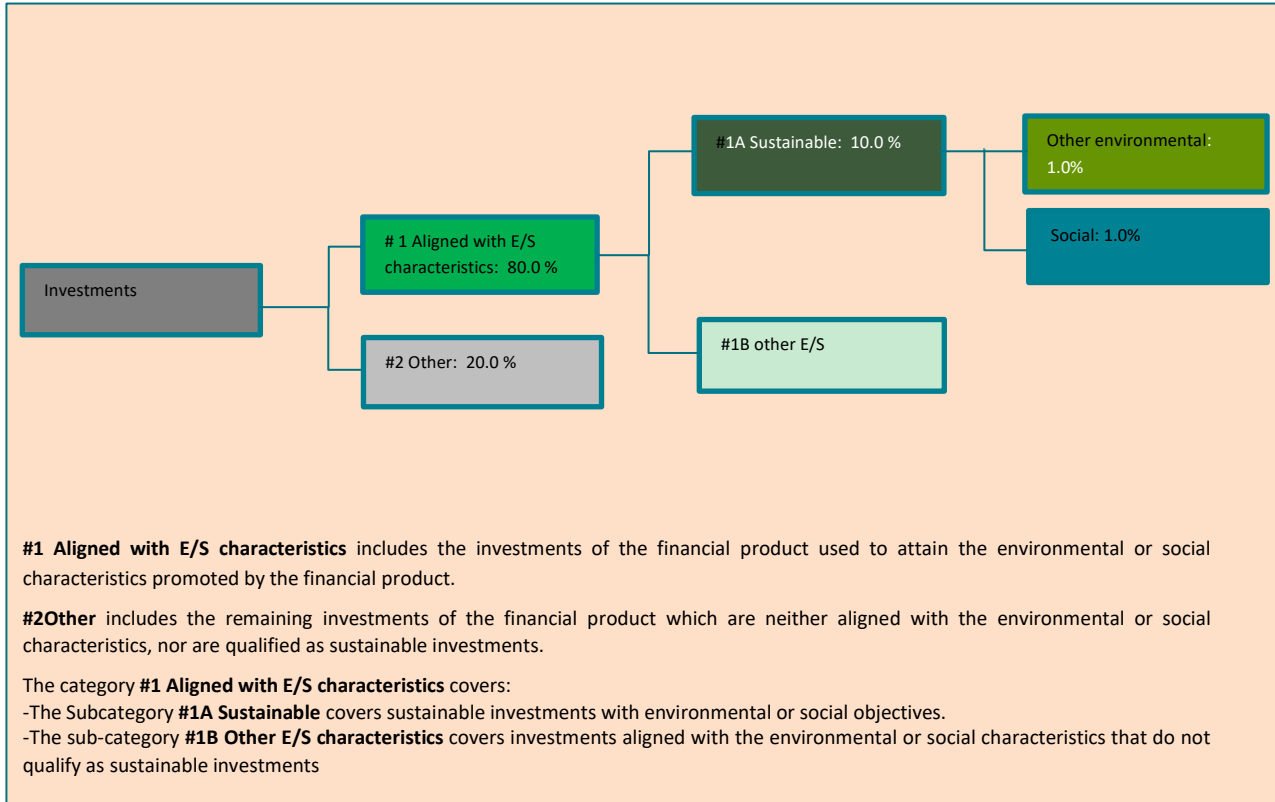 #1A Sustainable: 10.0 %
Other environmental:
1.0%
# 1 Aligned with E/S
characteristics: 80.0 %
Social: 1.0%
Investments
#2 Other: 20.0 %
#1B other E/S
#1 Aligned with E/S characteristics includes the investments of the financial product used to attain the environmental or social
characteristics promoted by the financial product.
#2Other includes the remaining investments of the financial product which are neither aligned with the environmental or social
characteristics, nor are qualified as sustainable investments.
The category #1 Aligned with E/S characteristics covers:
-The Subcategory #1A Sustainable covers sustainable investments with environmental or social objectives.
-The sub-category #1B Other E/S characteristics covers investments aligned with the environmental or social characteristics that do not
qualify as sustainable investments